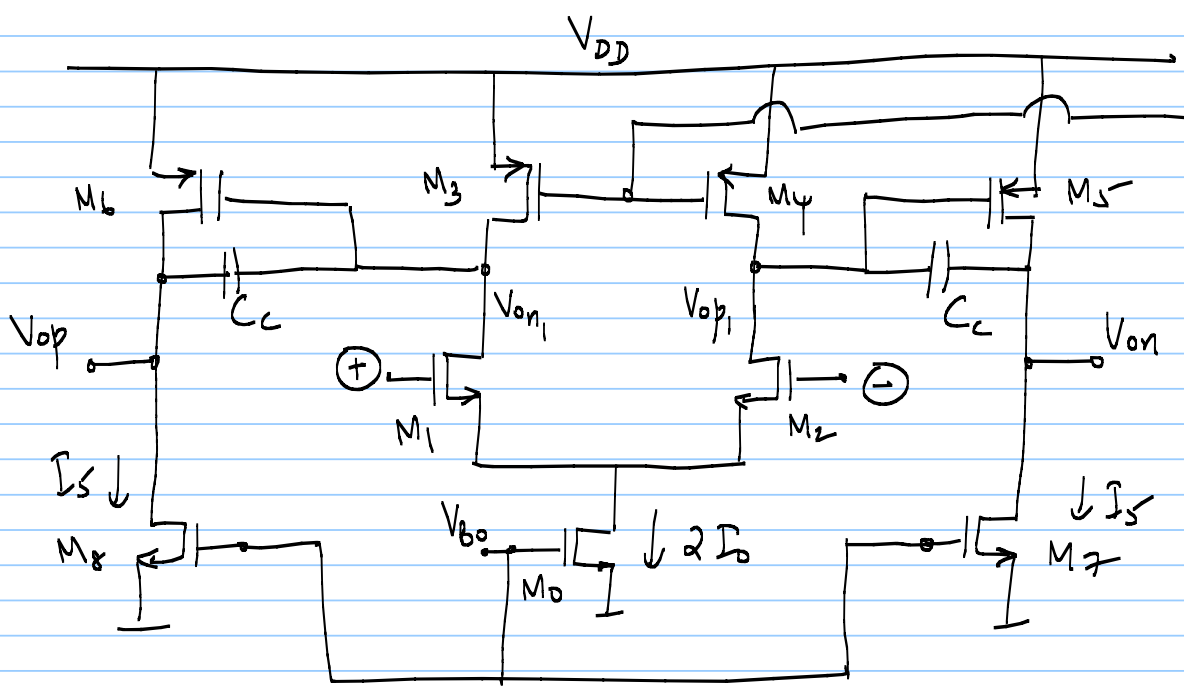 VDD
M6
M3
M4
M5
Cc
Von1
Vop1
Cc
Vop
Von
+
-
M1
M2
I5 ↓
VB0
↓ 2I0
↓ I5
M8
M0
M7